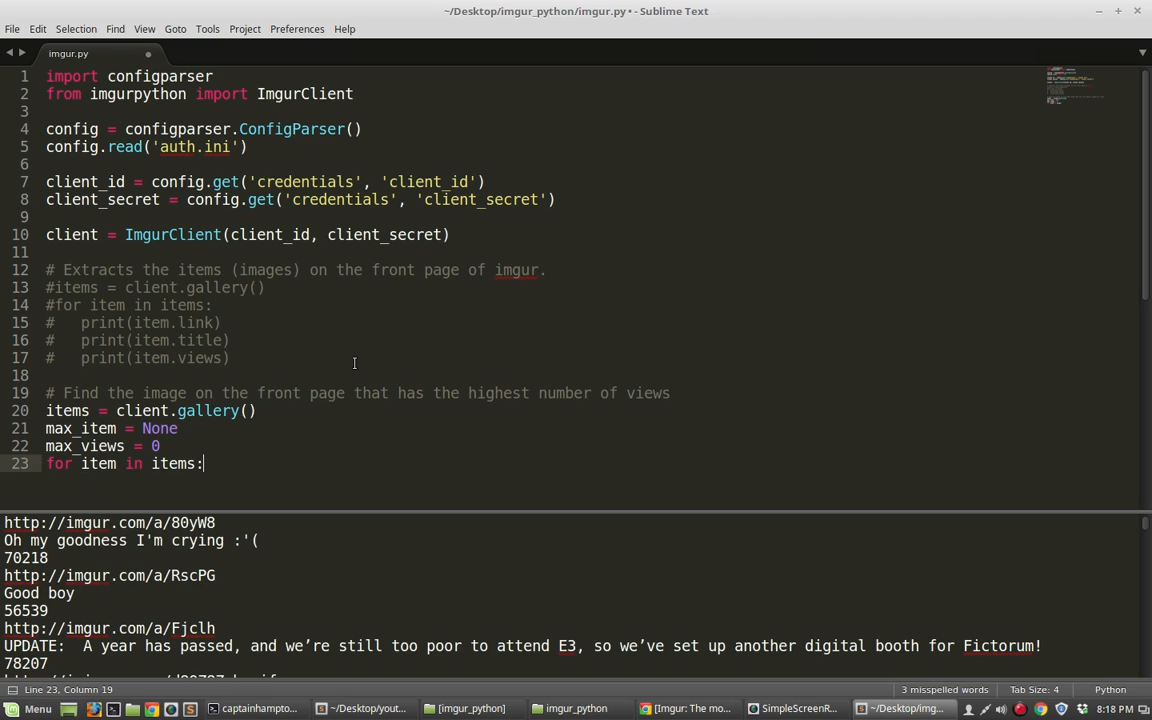 ~/Desktop/imgur_python/imgur.py • - Sublime Text
File Edit Selection Find View Goto Tools Project Preferences Help
imgur.py
1 import configparser
2 from imgurpython import ImgurClient
3
4 config = configparser.ConfigParser()
5 config.read('auth.ini')
6
7 client_id = config.get('credentials', 'client_id')
8 client_secret = config.get('credentials', 'client_secret')
9
10 client = ImgurClient(client_id, client_secret)
11
12 # Extracts the items (images) on the front page of imgur.
13 #items = client.gallery()
14 #for item in items:
15 #   print(item.link)
16 #   print(item.title)
17 #   print(item.views)
18
19 # Find the image on the front page that has the highest number of views
20 items = client.gallery()
21 max_item = None
22 max_views = 0
23 for item in items:
http://imgur.com/a/80yW8
Oh my goodness I'm crying :'(
70218
http://imgur.com/a/RscPG
Good boy
56539
http://imgur.com/a/Fjclh
UPDATE:  A year has passed, and we’re still too poor to attend E3, so we’ve set up another digital booth for Fictorum!
78207
Line 23, Column 19 3 misspelled words Tab Size: 4 Python
Menu captainhampto... ~/Desktop/yout... [imgur_python] imgur_python [Imgur: The mo... SimpleScreenR... ~/Desktop/img... 8:18 PM